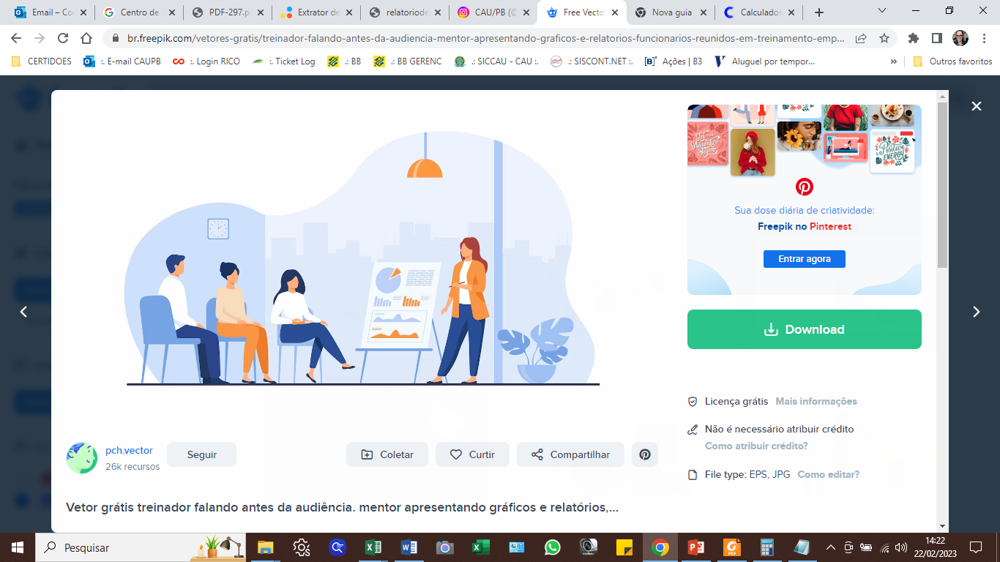 Email – Co
Centro de
PDF-297.p
Extrator de
relatoriode
CAU/PB (@
Free Vecto
Nova guia
Calculador
br.freepik.com/vetores-gratis/treinador-falando-antes-da-audiencia-mentor-apresentando-graficos-e-relatorios-funcionarios-reunidos-em-treinamento-emp...
CERTIDOES
:. E-mail CAUPB
:. Login RICO
:. Ticket Log
.: BB
.: BB GERENC
.: SICCAU - CAU :.
.: SISCONT.NET :.
Ações | B3
Aluguel por tempor...
»
Outros favoritos
Positive
ENERGY
Sua dose diária de criatividade:
Freepik no Pinterest
Entrar agora
Download
Licença grátis Mais informações
Não é necessário atribuir crédito
Como atribuir crédito?
File type: EPS, JPG Como editar?
pch.vector
26k recursos
Seguir
Coletar
Curtir
Compartilhar
Vetor grátis treinador falando antes da audiência. mentor apresentando gráficos e relatórios,...
Pesquisar
14:22
22/02/2023